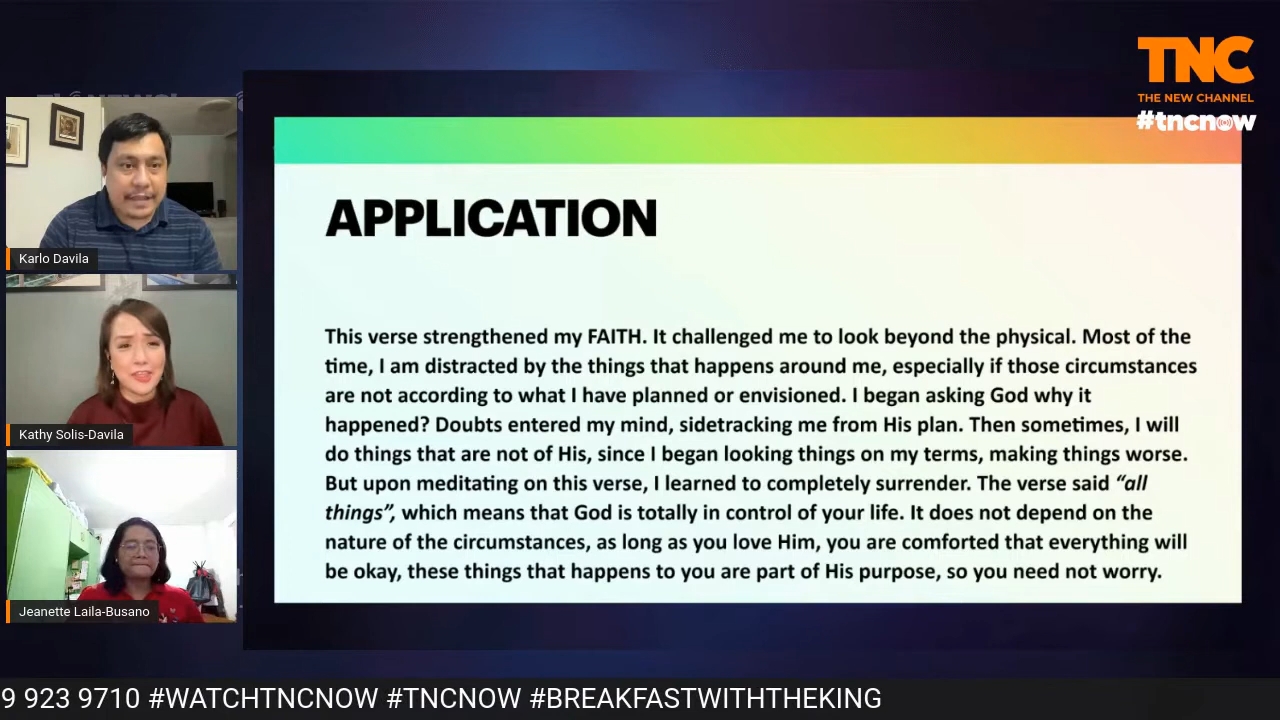 TNC
THE NEW CHANNEL
#tncnow
Karlo Davila
Kathy Solis-Davila
Jeanette Laila-Busano
APPLICATION
This verse strengthened my FAITH. It challenged me to look beyond the physical. Most of the
time, I am distracted by the things that happens around me, especially if those circumstances
are not according to what I have planned or envisioned. I began asking God why it
happened? Doubts entered my mind, sidetracking me from His plan. Then sometimes, I will
do things that are not of His, since I began looking things on my terms, making things worse.
But upon meditating on this verse, I learned to completely surrender. The verse said “all
things”, which means that God is totally in control of your life. It does not depend on the
nature of the circumstances, as long as you love Him, you are comforted that everything will
be okay, these things that happens to you are part of His purpose, so you need not worry.
9 923 9710 #WATCHTNCNOW #TNCNOW #BREAKFASTWITHTHEKING